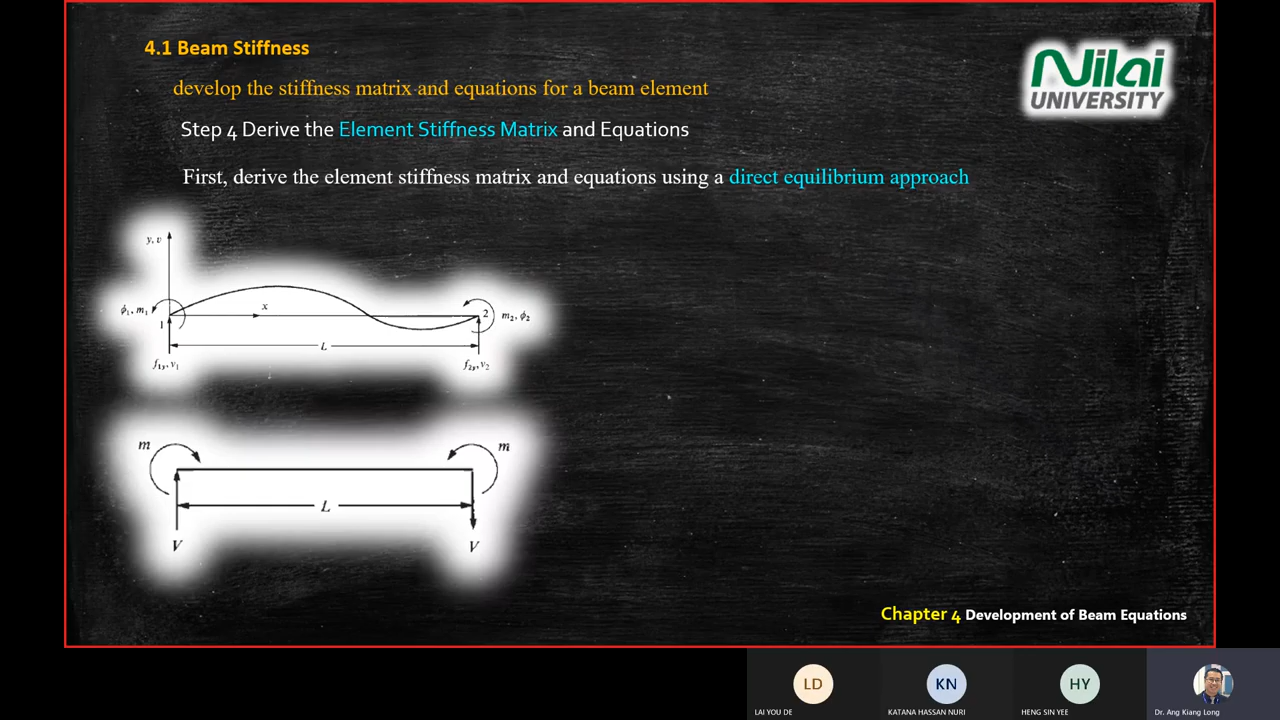 4.1 Beam Stiffness
Nilai
UNIVERSITY
develop the stiffness matrix and equations for a beam element
Step 4 Derive the Element Stiffness Matrix and Equations
First, derive the element stiffness matrix and equations using a direct equilibrium approach
y, v
ϕ₁, m₁
x
1
2
m₂, ϕ₂
L
f₁y, v₁
f₂y, v₂
m
m
L
V
V
Chapter 4 Development of Beam Equations
LD
KN
HY
LAI YOU DE
KATANA HASSAN NURI
HENG SIN YEE
Dr. Ang Kiang Long